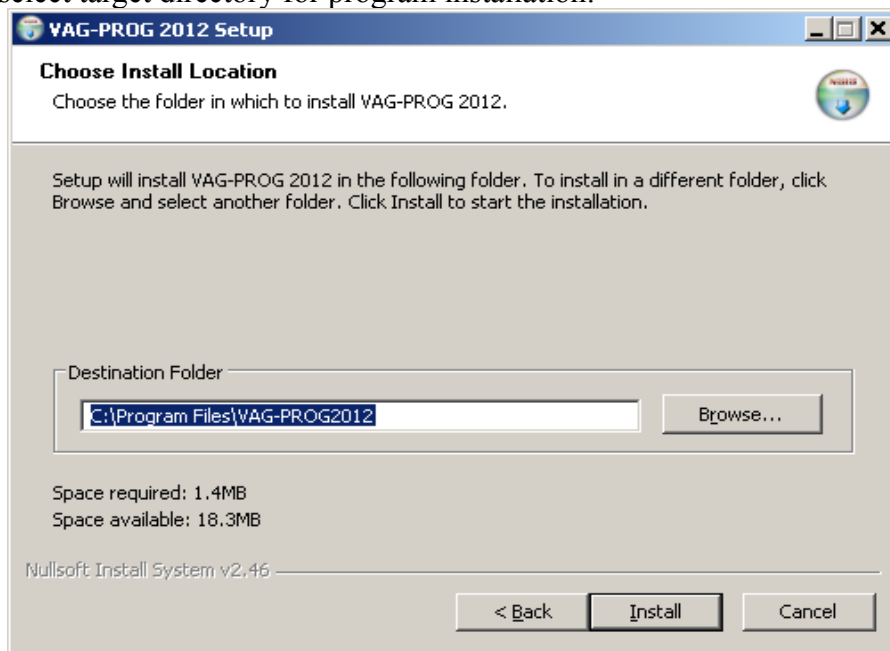 select target directory for program installation.
VAG-PROG 2012 Setup
Choose Install Location
Choose the folder in which to install VAG-PROG 2012.
Setup will install VAG-PROG 2012 in the following folder. To install in a different folder, click
Browse and select another folder. Click Install to start the installation.
Destination Folder
C:\Program Files\VAG-PROG2012
Browse...
Space required: 1.4MB
Space available: 18.3MB
Nullsoft Install System v2.46
< Back
Install
Cancel